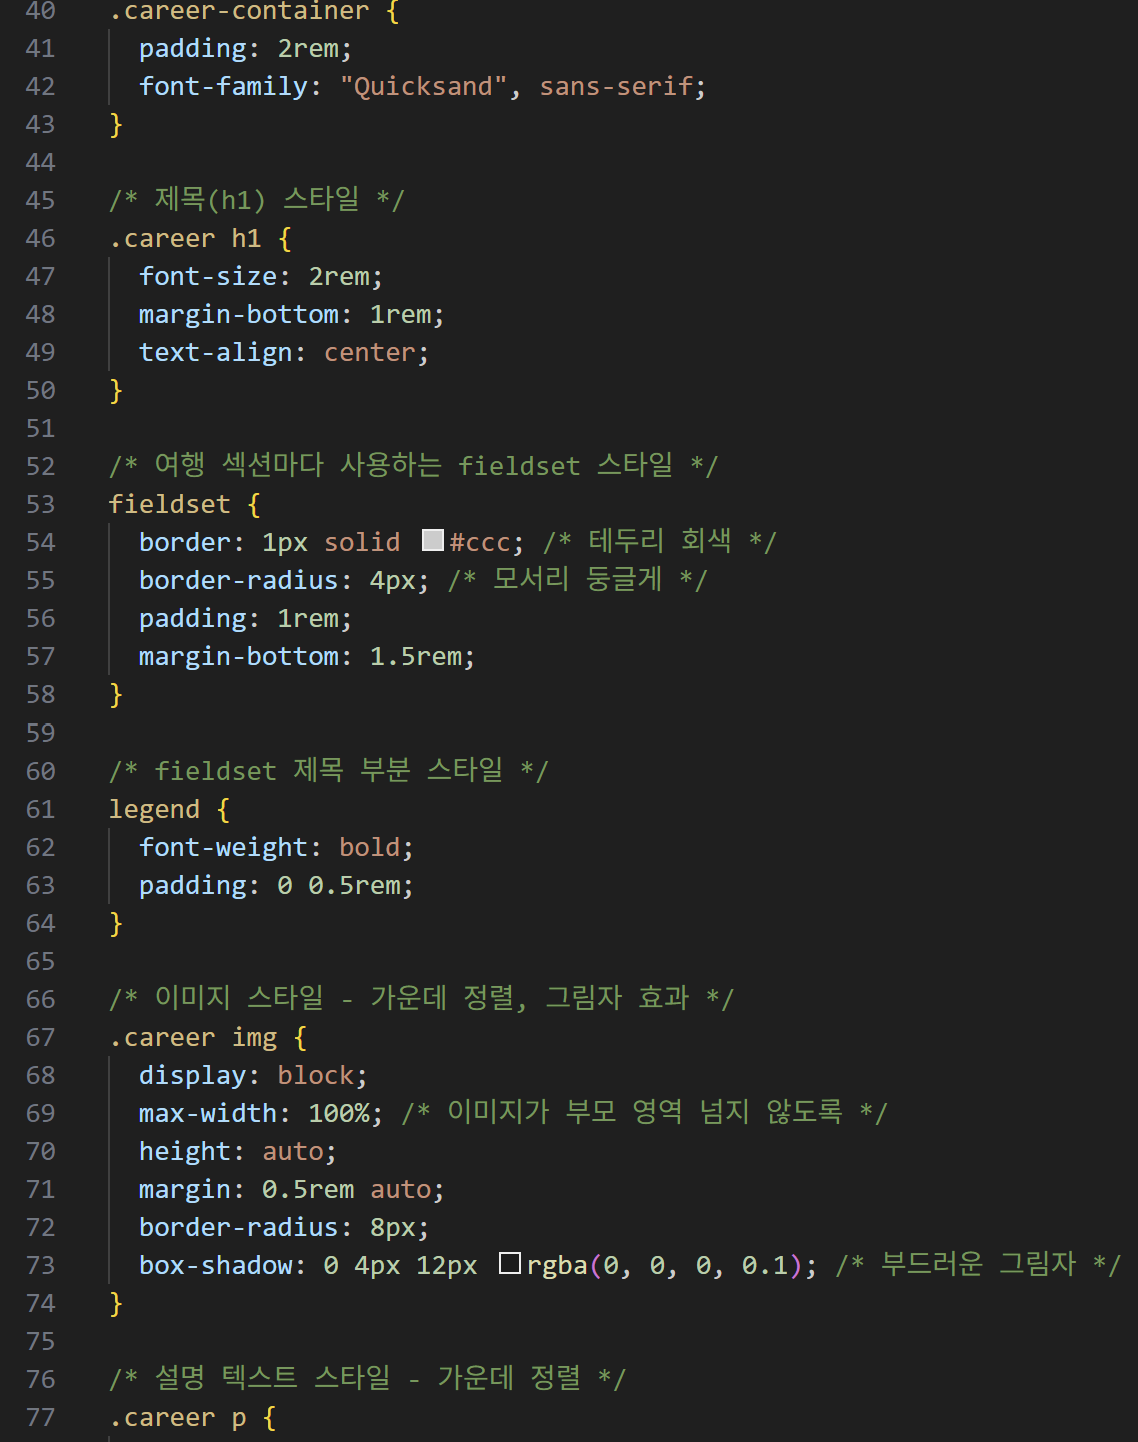 40 .career-container {
41 padding: 2rem;
42 font-family: "Quicksand", sans-serif;
43 }
44
45 /* 제목(h1) 스타일 */
46 .career h1 {
47 font-size: 2rem;
48 margin-bottom: 1rem;
49 text-align: center;
50 }
51
52 /* 여행 섹션마다 사용하는 fieldset 스타일 */
53 fieldset {
54 border: 1px solid #ccc; /* 테두리 회색 */
55 border-radius: 4px; /* 모서리 둥글게 */
56 padding: 1rem;
57 margin-bottom: 1.5rem;
58 }
59
60 /* fieldset 제목 부분 스타일 */
61 legend {
62 font-weight: bold;
63 padding: 0 0.5rem;
64 }
65
66 /* 이미지 스타일 - 가운데 정렬, 그림자 효과 */
67 .career img {
68 display: block;
69 max-width: 100%; /* 이미지가 부모 영역 넘지 않도록 */
70 height: auto;
71 margin: 0.5rem auto;
72 border-radius: 8px;
73 box-shadow: 0 4px 12px rgba(0, 0, 0, 0.1); /* 부드러운 그림자 */
74 }
75
76 /* 설명 텍스트 스타일 - 가운데 정렬 */
77 .career p {